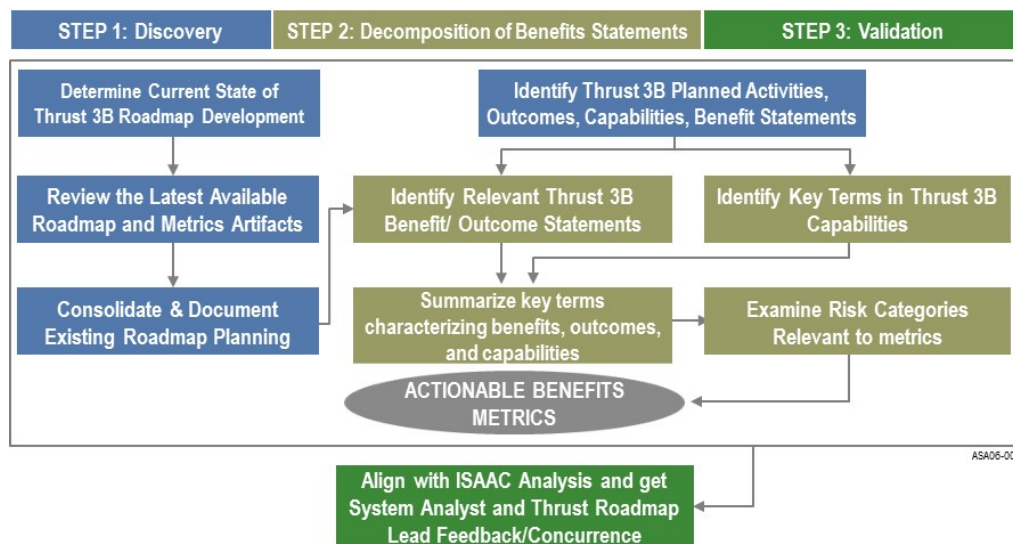 STEP 1: Discovery
STEP 2: Decomposition of Benefits Statements
STEP 3: Validation
Determine Current State of
Thrust 3B Roadmap Development
Identify Thrust 3B Planned Activities,
Outcomes, Capabilities, Benefit Statements
Review the Latest Available
Roadmap and Metrics Artifacts
Identify Relevant Thrust 3B
Benefit/ Outcome Statements
Identify Key Terms in Thrust 3B
Capabilities
Consolidate & Document
Existing Roadmap Planning
Summarize key terms
characterizing benefits, outcomes,
and capabilities
Examine Risk Categories
Relevant to metrics
ACTIONABLE BENEFITS
METRICS
ASA06-00
Align with ISAAC Analysis and get
System Analyst and Thrust Roadmap
Lead Feedback/Concurrence